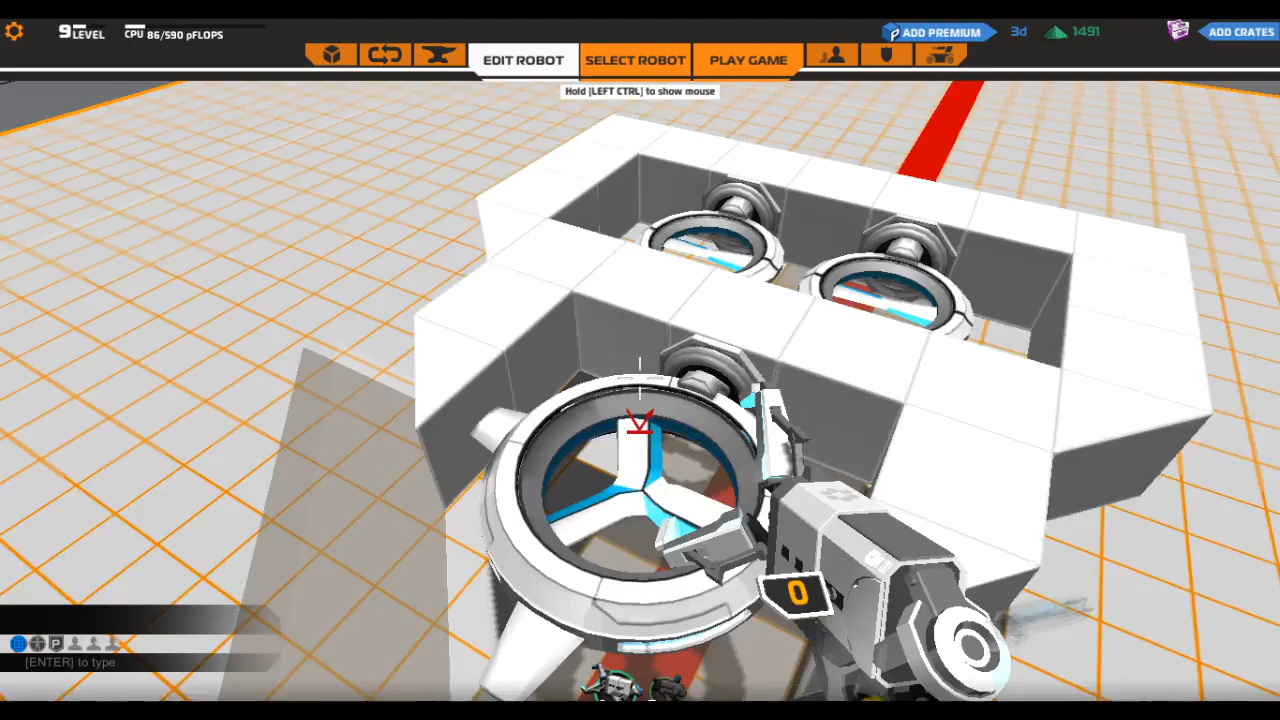 9 LEVEL CPU 86/590 pFLOPS ADD PREMIUM 3d 1491 ADD CRATES
EDIT ROBOT SELECT ROBOT PLAY GAME
Hold [LEFT CTRL] to show mouse
0
P
[ENTER] to type